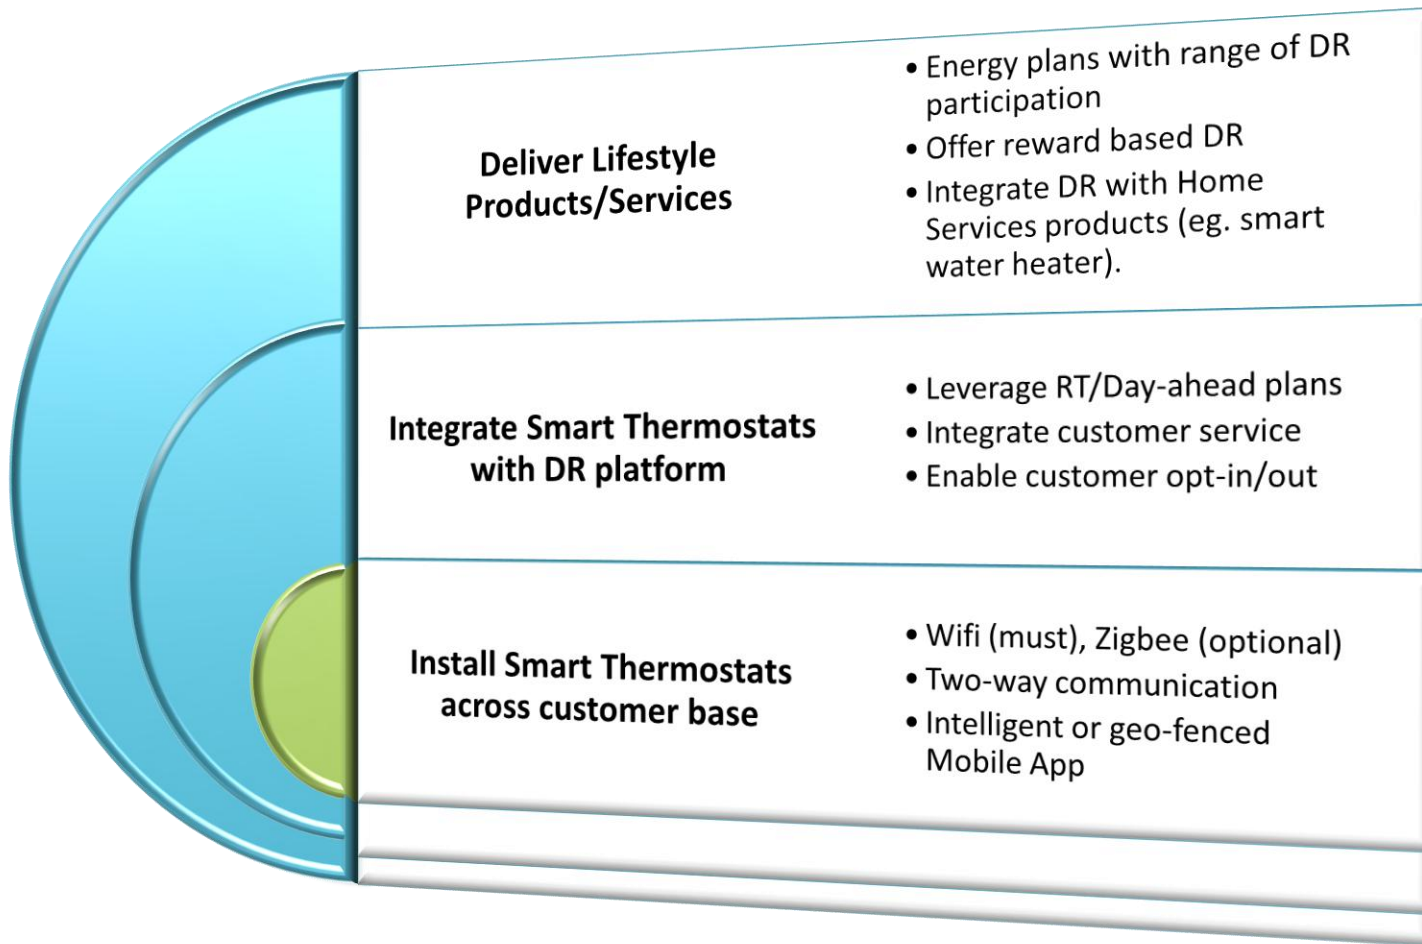 Deliver Lifestyle
Products/Services
• Energy plans with range of DR
participation
• Offer reward based DR
• Integrate DR with Home
Services products (eg. smart
water heater).
Integrate Smart Thermostats
with DR platform
• Leverage RT/Day-ahead plans
• Integrate customer service
• Enable customer opt-in/out
Install Smart Thermostats
across customer base
• Wifi (must), Zigbee (optional)
• Two-way communication
• Intelligent or geo-fenced
Mobile App